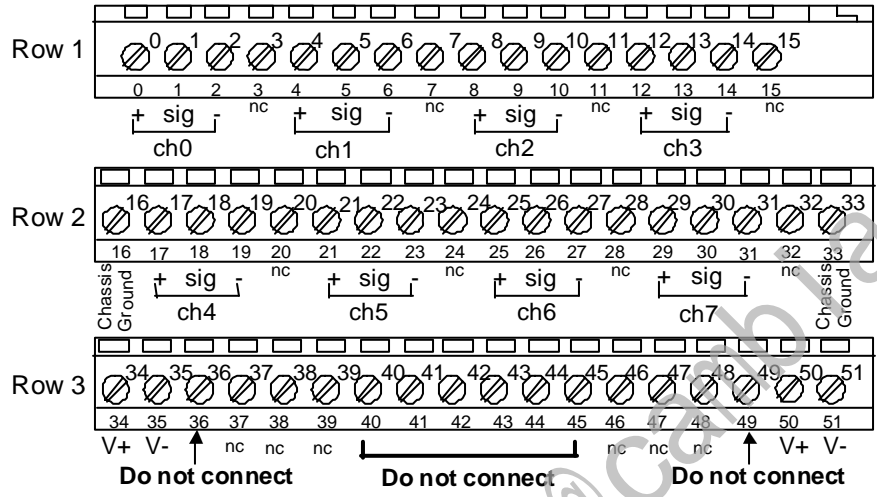 0 1 2 3 4 5 6 7 8 9 10 11 12 13 14 15
Row 1
0 1 2 3 4 5 6 7 8 9 10 11 12 13 14 15
nc nc nc nc
+ sig - + sig - + sig - + sig -
ch0 ch1 ch2 ch3
16 17 18 19 20 21 22 23 24 25 26 27 28 29 30 31 32 33
Row 2
16 17 18 19 20 21 22 23 24 25 26 27 28 29 30 31 32 33
nc nc nc nc
Chassis Ground
+ sig - + sig - + sig - + sig -
Chassis Ground
ch4 ch5 ch6 ch7
34 35 36 37 38 39 40 41 42 43 44 45 46 47 48 49 50 51
Row 3
34 35 36 37 38 39 40 41 42 43 44 45 46 47 48 49 50 51
V+ V- nc nc nc nc nc nc V+ V-
Do not connect Do not connect Do not connect
@cambia